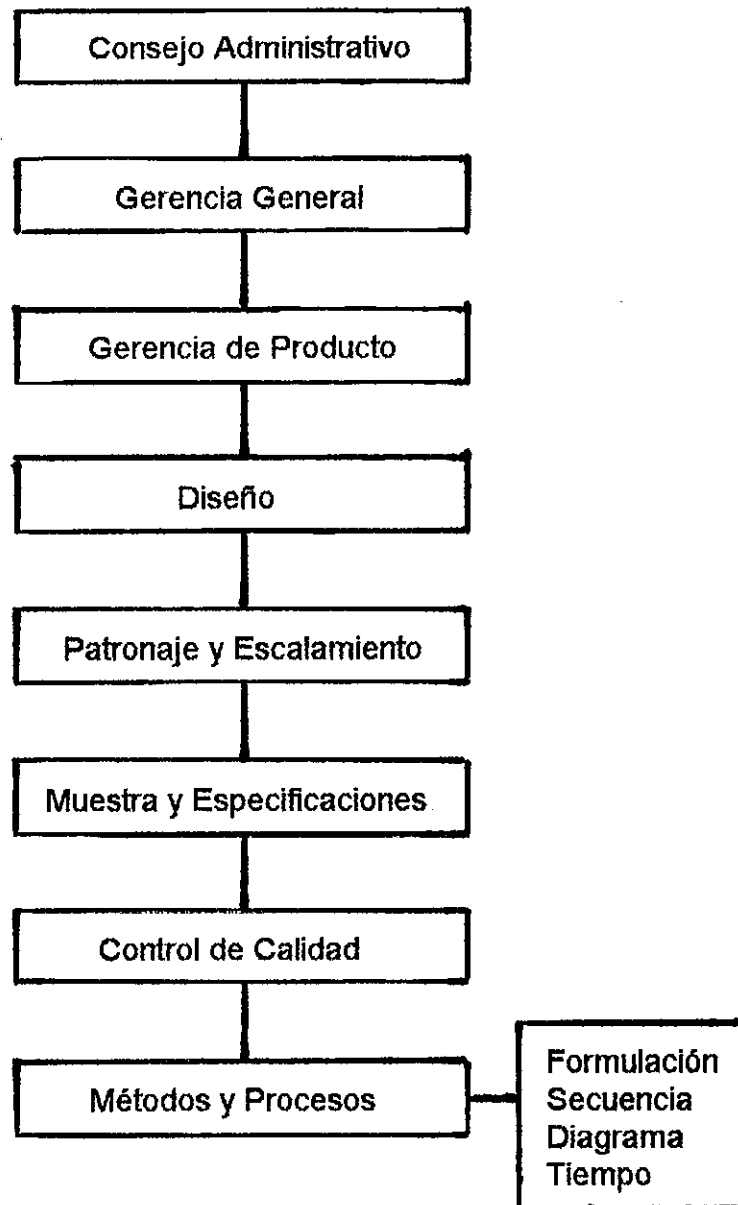 Consejo Administrativo
Gerencia General
Gerencia de Producto
Diseño
Patronaje y Escalamiento
Muestra y Especificaciones
Control de Calidad
Métodos y Procesos
Formulación
Secuencia
Diagrama
Tiempo